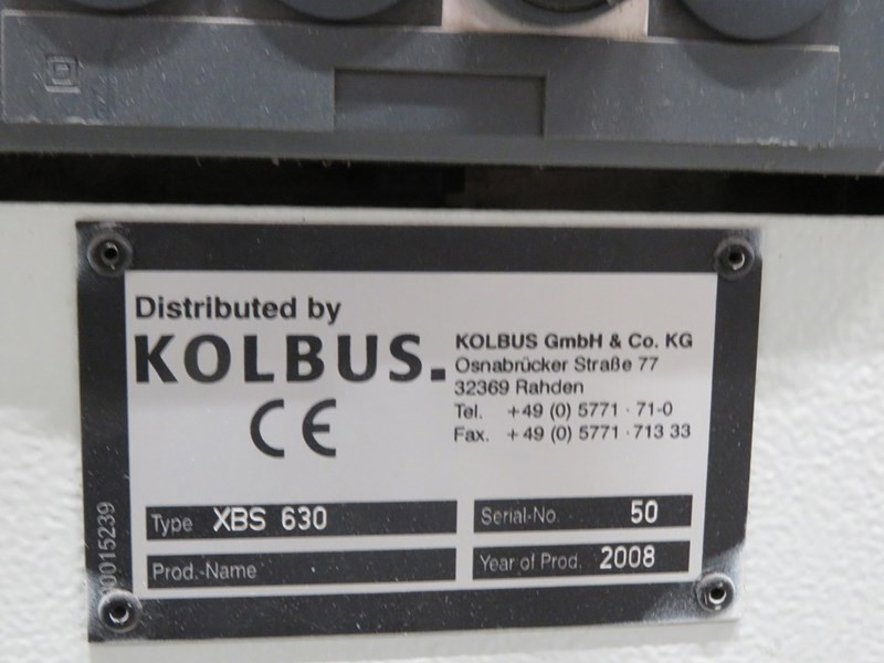 Distributed by
KOLBUS.
CE
KOLBUS GmbH & Co. KG
Osnabrücker Straße 77
32369 Rahden
Tel. +49 (0) 5771 · 71-0
Fax. +49 (0) 5771 · 713 33
Type XBS 630
Serial-No. 50
Prod.-Name
Year of Prod. 2008